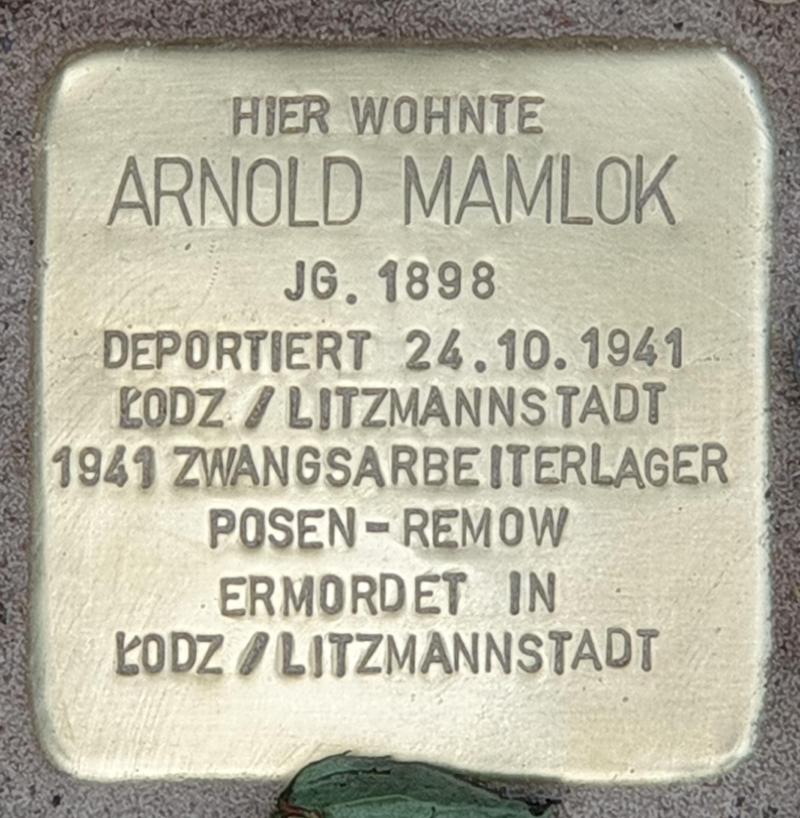 HIER WOHNTE
ARNOLD MAMLOK
JG. 1898
DEPORTIERT 24.10.1941
ŁODZ / LITZMANNSTADT
1941 ZWANGSARBEITERLAGER
POSEN-REMOW
ERMORDET IN
ŁODZ / LITZMANNSTADT